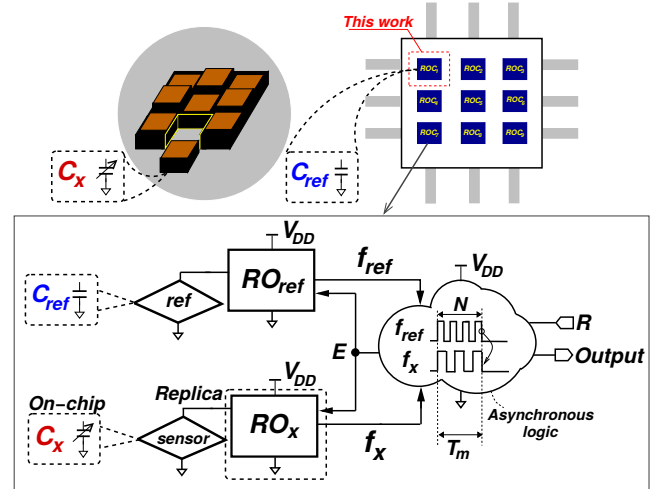 This work
ROC1 ROC2 ROC3
ROC4 ROC5 ROC6
ROC7 ROC8 ROC9
Cx
Cref
VDD
Cref
ref
ROref
fref
VDD
N
fref
fx
R
Output
E
Asynchronous
logic
Tm
On-chip
Replica
VDD
Cx
sensor
ROx
fx